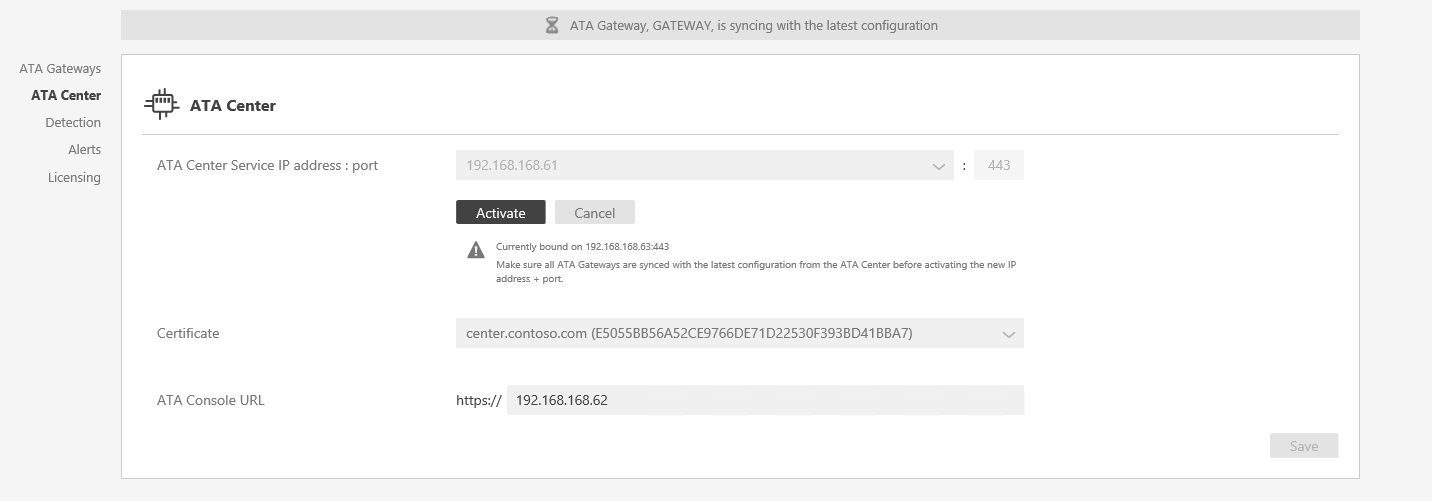 ATA Gateway, GATEWAY, is syncing with the latest configuration
ATA Gateways
ATA Center
Detection
Alerts
Licensing
ATA Center
ATA Center Service IP address : port
192.168.168.61
:
443
Activate
Cancel
Currently bound on 192.168.168.63:443
Make sure all ATA Gateways are synced with the latest configuration from the ATA Center before activating the new IP
address + port.
Certificate
center.contoso.com (E5055BB56A52CE9766DE71D22530F393BD41BBA7)
ATA Console URL
https://
192.168.168.62
Save